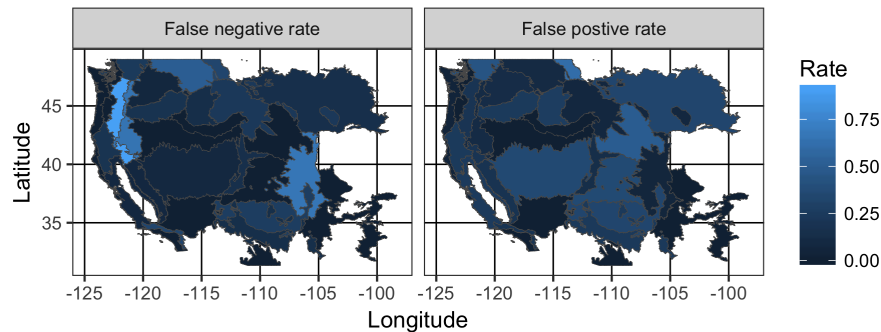 False negative rate
False postive rate
Rate
0.75
0.50
0.25
0.00
Latitude
45
40
35
-125 -120 -115 -110 -105 -100
-125 -120 -115 -110 -105 -100
Longitude